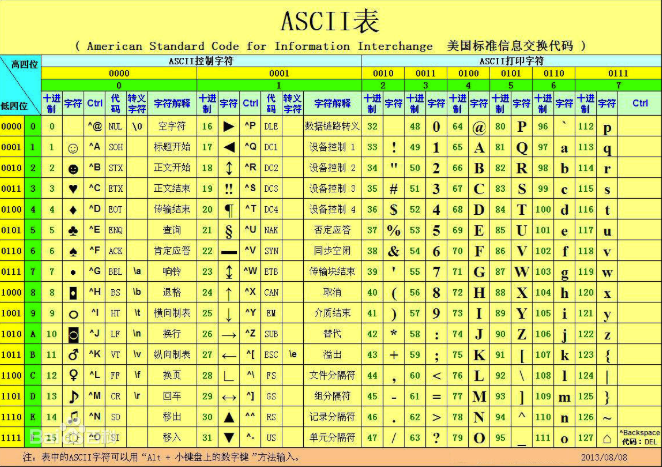 ASCII表
( American Standard Code for Information Interchange 美国标准信息交换代码 )
高四位 ASCII控制字符 ASCII打印字符
0000 0001 0010 0011 0100 0101 0110 0111
0 1 2 3 4 5 6 7
低四位 十进制 字符 Ctrl 代码 转义字符 字符解释 十进制 字符 Ctrl 代码 转义字符 字符解释 十进制 字符 十进制 字符 十进制 字符 十进制 字符 十进制 字符 十进制 字符 Ctrl
0000 0 0 ^@ NUL \0 空字符 16 ► ^P DLE 数据链路转义 32 48 0 64 @ 80 P 96 ` 112 p
0001 1 1 ☺ ^A SOH 标题开始 17 ◄ ^Q DC1 设备控制 1 33 ! 49 1 65 A 81 Q 97 a 113 q
0010 2 2 ☻ ^B STX 正文开始 18 ↕ ^R DC2 设备控制 2 34 " 50 2 66 B 82 R 98 b 114 r
0011 3 3 ♥ ^C ETX 正文结束 19 ‼ ^S DC3 设备控制 3 35 # 51 3 67 C 83 S 99 c 115 s
0100 4 4 ♦ ^D EOT 传输结束 20 ¶ ^T DC4 设备控制 4 36 $ 52 4 68 D 84 T 100 d 116 t
0101 5 5 ♣ ^E ENQ 查询 21 § ^U NAK 否定应答 37 % 53 5 69 E 85 U 101 e 117 u
0110 6 6 ♠ ^F ACK 肯定应答 22 ▬ ^V SYN 同步空闲 38 & 54 6 70 F 86 V 102 f 118 v
0111 7 7 • ^G BEL \a 响铃 23 ↨ ^W ETB 传输块结束 39 ' 55 7 71 G 87 W 103 g 119 w
1000 8 8 ◘ ^H BS \b 退格 24 ↑ ^X CAN 取消 40 ( 56 8 72 H 88 X 104 h 120 x
1001 9 9 ○ ^I HT \t 横向制表 25 ↓ ^Y EM 介质结束 41 ) 57 9 73 I 89 Y 105 i 121 y
1010 A 10 ◙ ^J LF \n 换行 26 → ^Z SUB 替代 42 * 58 : 74 J 90 Z 106 j 122 z
1011 B 11 ♂ ^K VT \v 纵向制表 27 ← ^[ ESC \e 溢出 43 + 59 ; 75 K 91 [ 107 k 123 {
1100 C 12 ♀ ^L FF \f 换页 28 ∟ ^\ FS 文件分隔符 44 , 60 < 76 L 92 \ 108 l 124 |
1101 D 13 ♪ ^M CR \r 回车 29 ↔ ^] GS 组分隔符 45 - 61 = 77 M 93 ] 109 m 125 }
1110 E 14 ♫ ^N SO 移出 30 ▲ ^^ RS 记录分隔符 46 . 62 > 78 N 94 ^ 110 n 126 ~
1111 F 15 ☼ ^O SI 移入 31 ▼ ^- US 单元分隔符 47 / 63 ? 79 O 95 _ 111 o 127 ⌂ ^Backspace 代码：DEL
注：表中的ASCII字符可以用“Alt + 小键盘上的数字键”方法输入。 2013/08/08